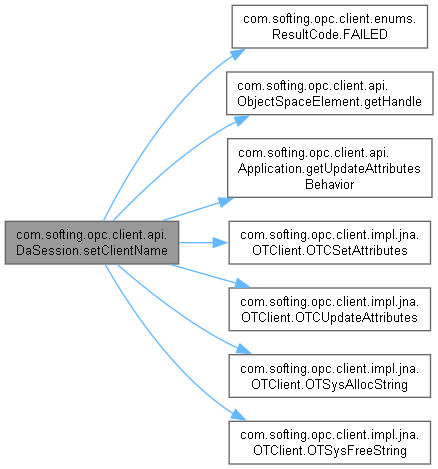 com.softing.opc.client.enums.
ResultCode.FAILED
com.softing.opc.client.api.
ObjectSpaceElement.getHandle
com.softing.opc.client.api.
Application.getUpdateAttributes
Behavior
com.softing.opc.client.api.
DaSession.setClientName
com.softing.opc.client.impl.jna.
OTClient.OTCSetAttributes
com.softing.opc.client.impl.jna.
OTClient.OTCUpdateAttributes
com.softing.opc.client.impl.jna.
OTClient.OTSysAllocString
com.softing.opc.client.impl.jna.
OTClient.OTSysFreeString